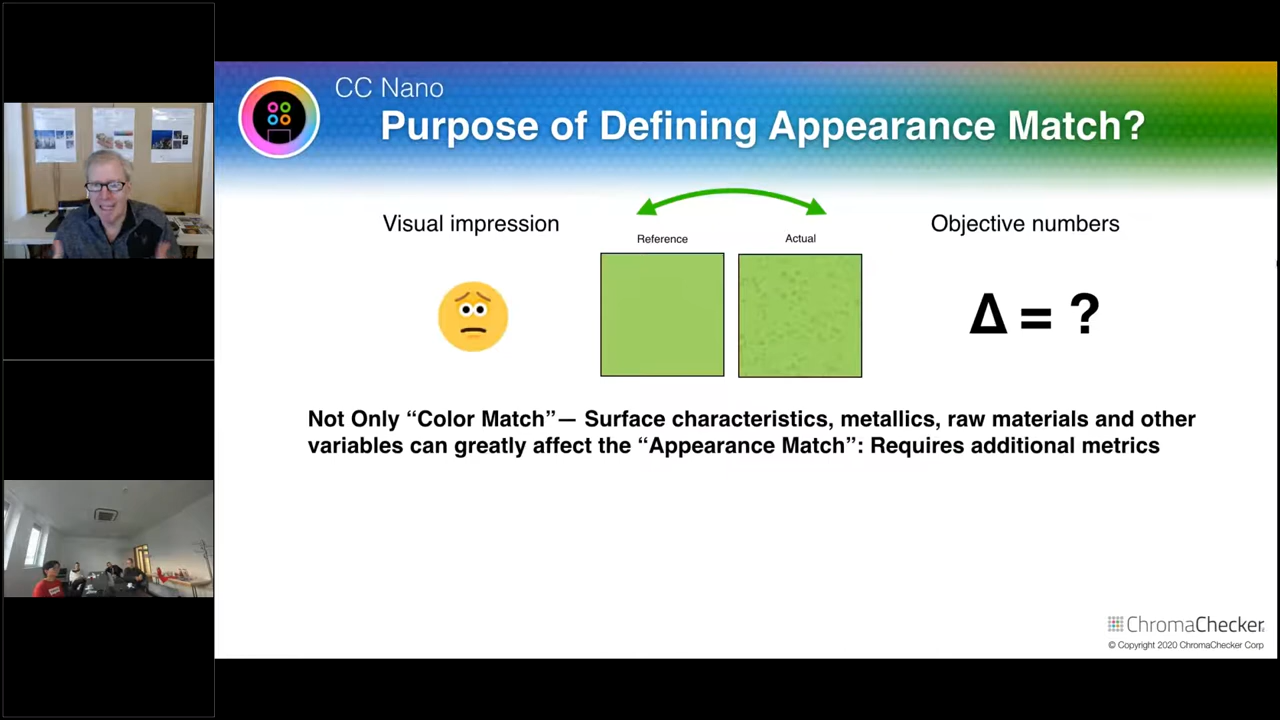 CC Nano
Purpose of Defining Appearance Match?
Visual impression
Objective numbers
Reference
Actual
Δ = ?
Not Only “Color Match”— Surface characteristics, metallics, raw materials and other
variables can greatly affect the “Appearance Match”: Requires additional metrics
ChromaChecker
© Copyright 2020 ChromaChecker Corp